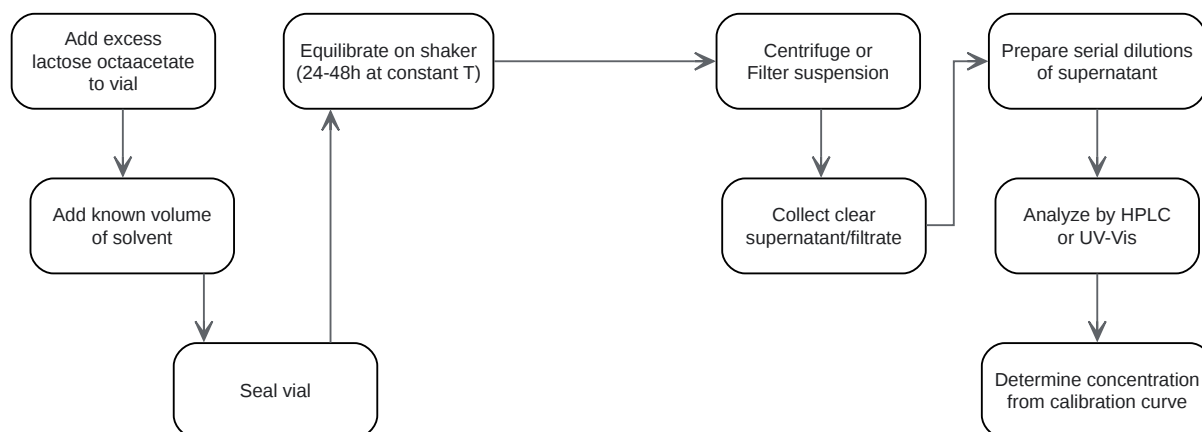 Add excess
lactose octaacetate
to vial
Add known volume
of solvent
Seal vial
Equilibrate on shaker
(24-48h at constant T)
Centrifuge or
Filter suspension
Collect clear
supernatant/filtrate
Prepare serial dilutions
of supernatant
Analyze by HPLC
or UV-Vis
Determine concentration
from calibration curve